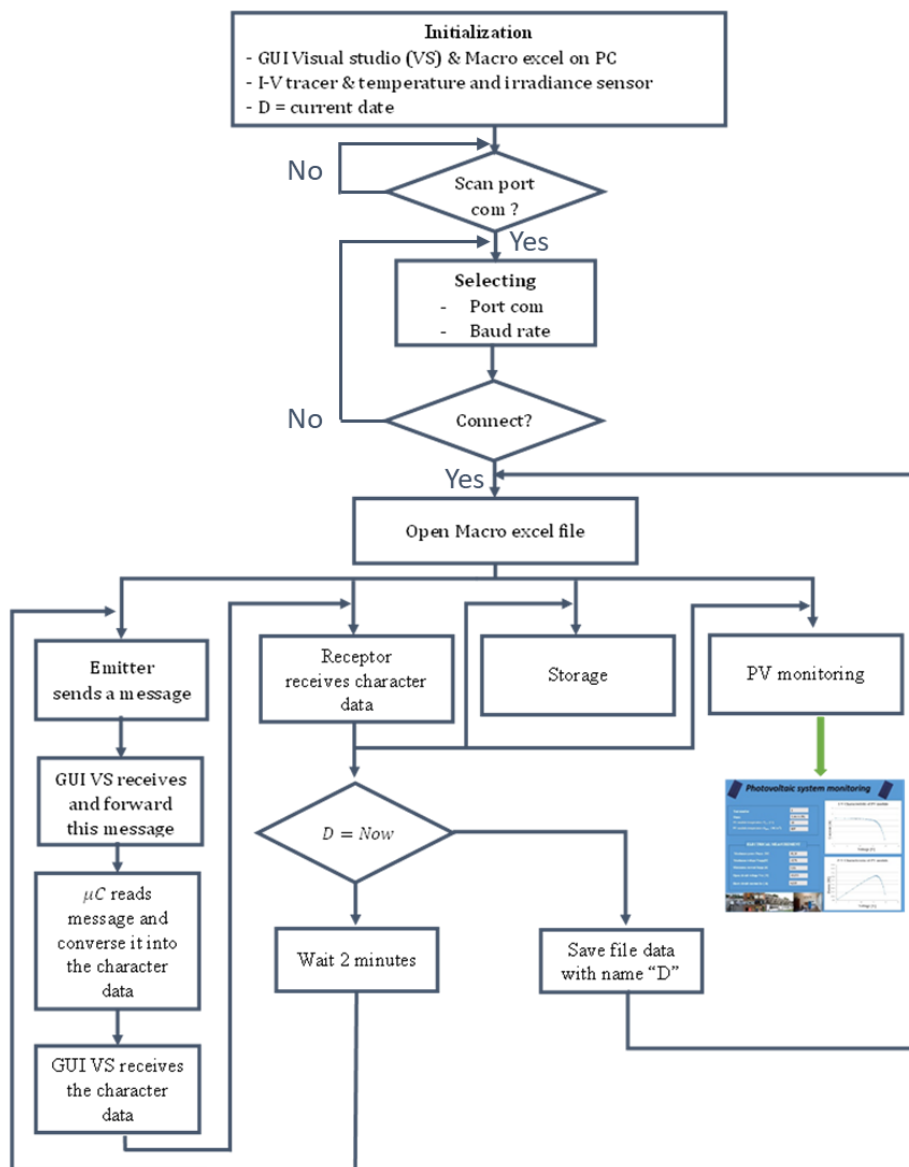 Initialization
- GUI Visual studio (VS) & Macro excel on PC
- I-V tracer & temperature and irradiance sensor
- D = current date
No
Scan port
com ?
Yes
Selecting
- Port com
- Baud rate
No
Connect?
Yes
Open Macro excel file
Emitter
sends a message
Receptor
receives character
data
Storage
PV monitoring
GUI VS receives
and forward
this message
Photovoltaic system monitoring
D = Now
μC reads
message and
converse it into
the character
data
Wait 2 minutes
Save file data
with name “D”
GUI VS receives
the character
data